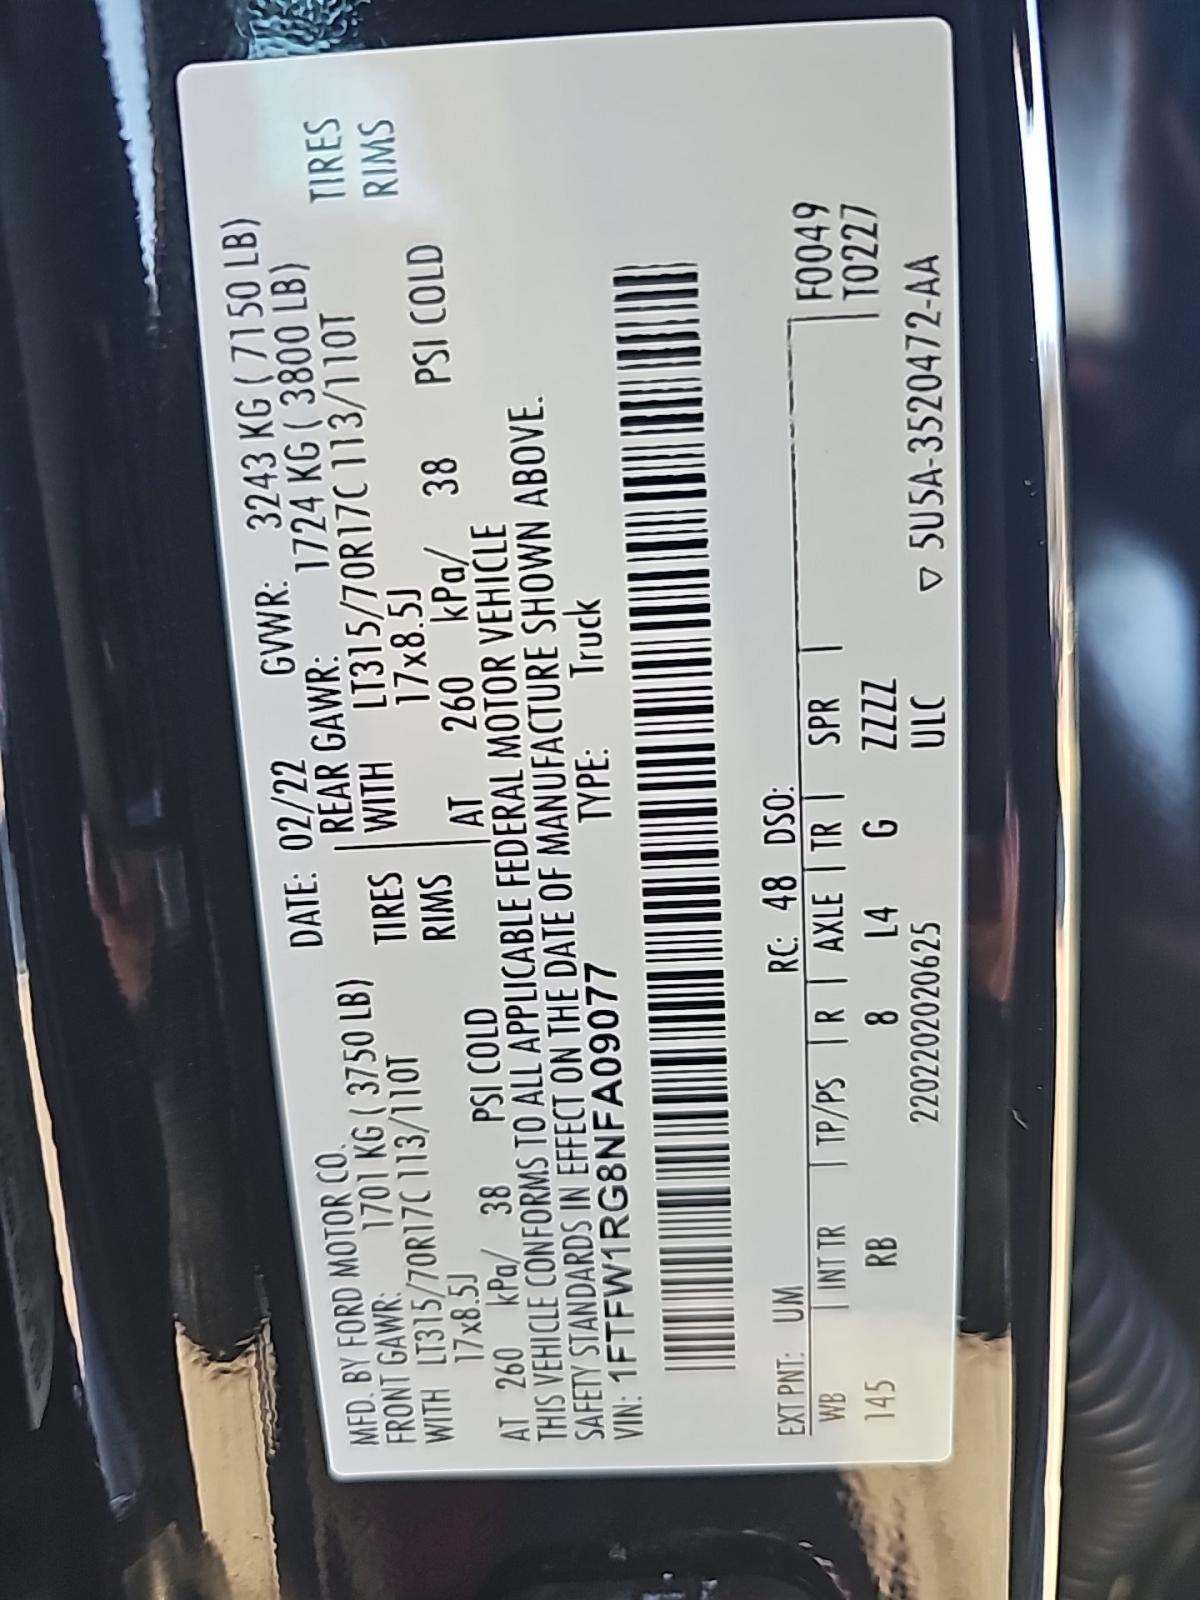 MFD. BY FORD MOTOR CO. DATE: 02/22 GVWR: 3243 KG ( 7150 LB)
FRONT GAWR: 1701 KG ( 3750 LB) REAR GAWR: 1724 KG ( 3800 LB)
WITH LT315/70R17C 113/110T TIRES WITH LT315/70R17C 113/110T TIRES
17x8.5J RIMS 17x8.5J RIMS
AT 260 kPa/ 38 PSI COLD AT 260 kPa/ 38 PSI COLD
THIS VEHICLE CONFORMS TO ALL APPLICABLE FEDERAL MOTOR VEHICLE
SAFETY STANDARDS IN EFFECT ON THE DATE OF MANUFACTURE SHOWN ABOVE.
VIN: 1FTFW1RG8NFA09077 TYPE: Truck
EXT PNT: UM RC: 48 DSO:
WB | INT TR | TP/PS | R | AXLE | TR | SPR | F0049
145 RB 8 L4 G ZZZZ T0227
2202202020625 ULC ▽ 5U5A-3520472-AA